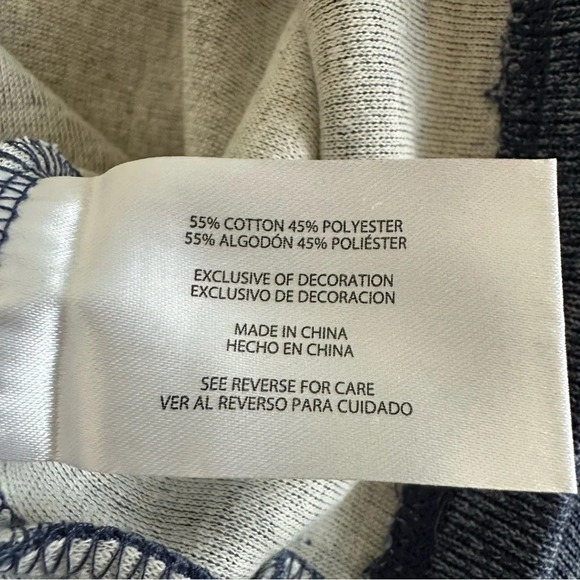 55% COTTON 45% POLYESTER
55% ALGODÓN 45% POLIÉSTER
EXCLUSIVE OF DECORATION
EXCLUSIVO DE DECORACION
MADE IN CHINA
HECHO EN CHINA
SEE REVERSE FOR CARE
VER AL REVERSO PARA CUIDADO